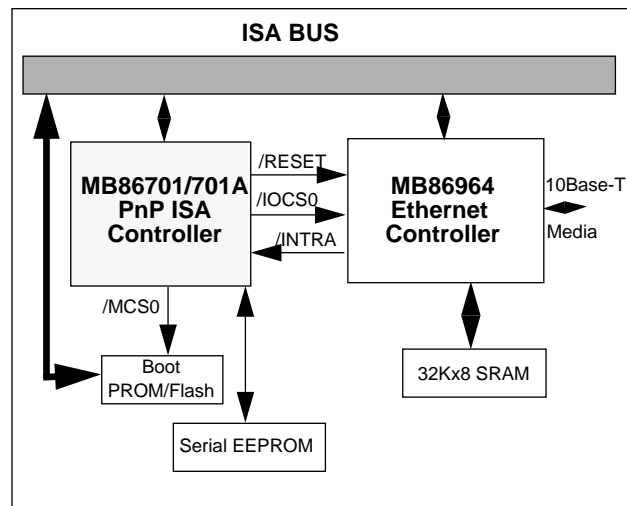 ISA BUS
MB86701/701A
PnP ISA
Controller
/RESET
/IOCS0
/INTRA
MB86964
Ethernet
Controller
10Base-T
Media
/MCS0
Boot
PROM/Flash
32Kx8 SRAM
Serial EEPROM